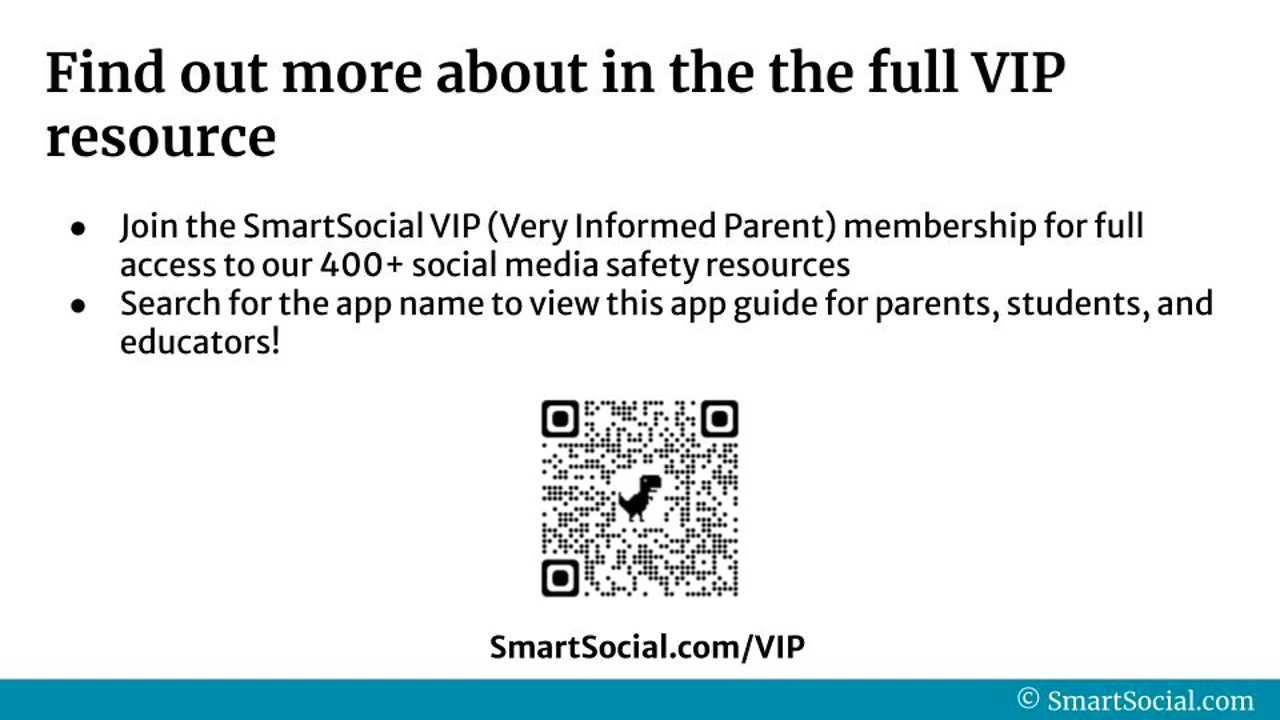 Find out more about in the the full VIP
resource
● Join the SmartSocial VIP (Very Informed Parent) membership for full
access to our 400+ social media safety resources
● Search for the app name to view this app guide for parents, students, and
educators!
SmartSocial.com/VIP
© SmartSocial.com